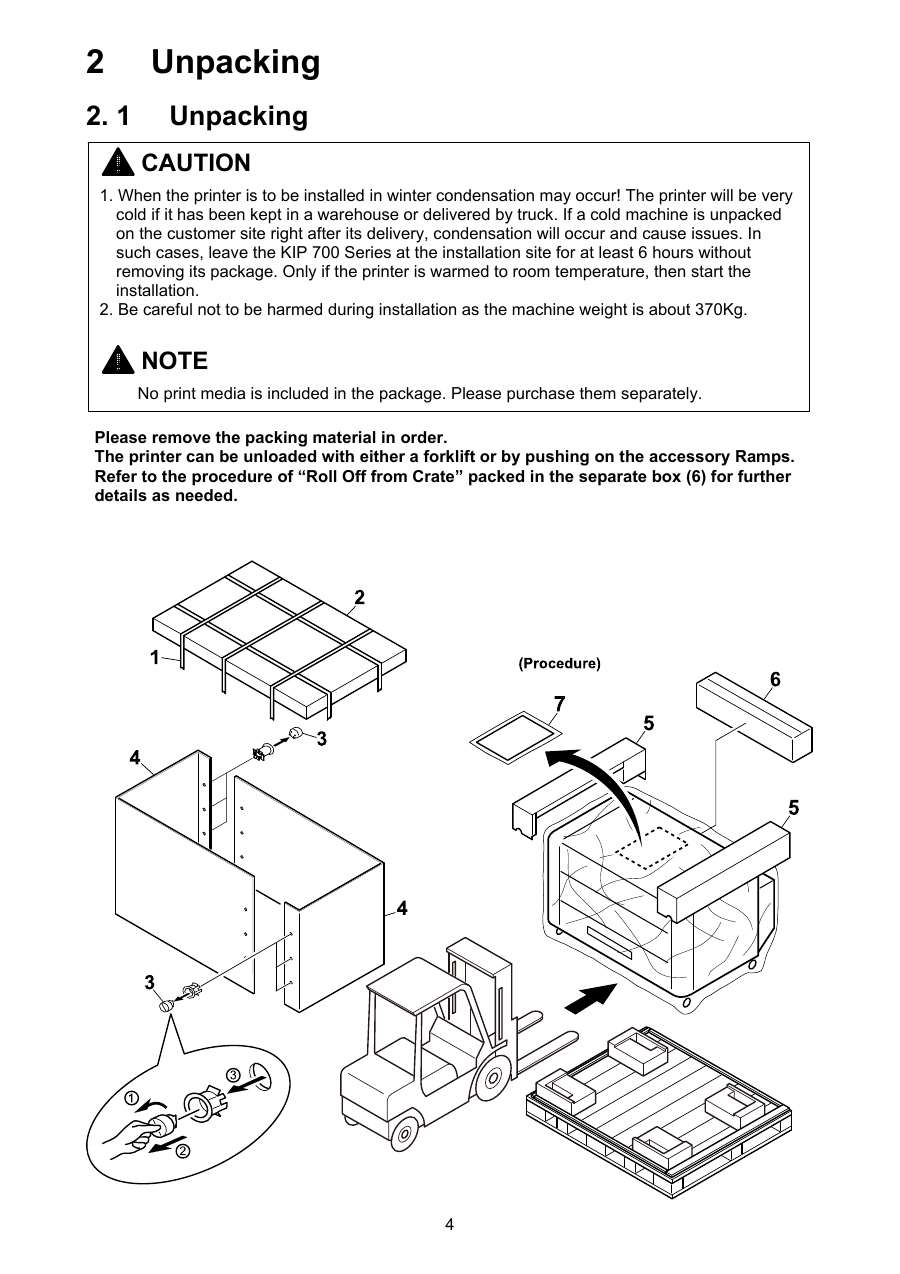 2 Unpacking
2. 1 Unpacking
CAUTION
1. When the printer is to be installed in winter condensation may occur! The printer will be very
cold if it has been kept in a warehouse or delivered by truck. If a cold machine is unpacked
on the customer site right after its delivery, condensation will occur and cause issues. In
such cases, leave the KIP 700 Series at the installation site for at least 6 hours without
removing its package. Only if the printer is warmed to room temperature, then start the
installation.
2. Be careful not to be harmed during installation as the machine weight is about 370Kg.
NOTE
No print media is included in the package. Please purchase them separately.
Please remove the packing material in order.
The printer can be unloaded with either a forklift or by pushing on the accessory Ramps.
Refer to the procedure of “Roll Off from Crate” packed in the separate box (6) for further
details as needed.
2
1
(Procedure)
6
7
5
3
4
5
4
3
③
①
②
4